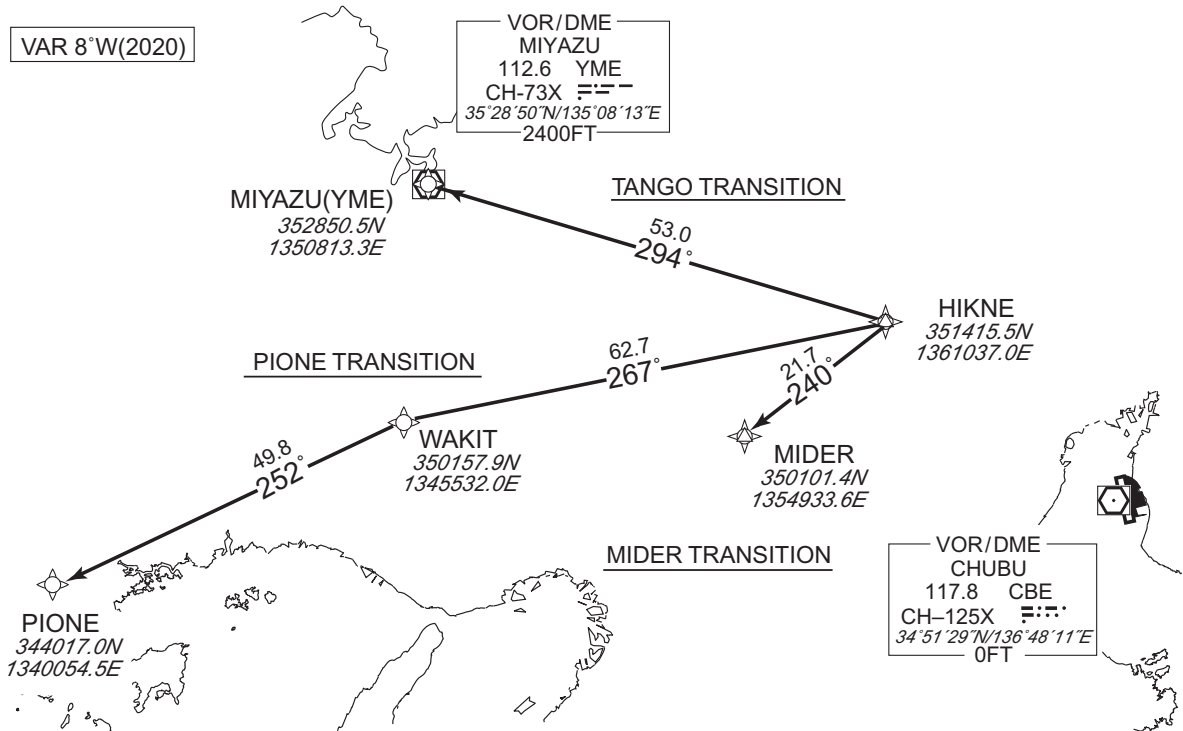 VAR 8°W(2020)
VOR/DME
MIYAZU
112.6 YME
CH-73X
35°28´50˝N/135°08´13˝E
2400FT
TANGO TRANSITION
MIYAZU(YME)
352850.5N
1350813.3E
53.0
294°
HIKNE
351415.5N
1361037.0E
PIONE TRANSITION
62.7
267°
21.7
240°
WAKIT
350157.9N
1345532.0E
MIDER
350101.4N
1354933.6E
49.8
252°
MIDER TRANSITION
VOR/DME
CHUBU
117.8 CBE
CH–125X
34°51´29˝N/136°48´11˝E
0FT
PIONE
344017.0N
1340054.5E